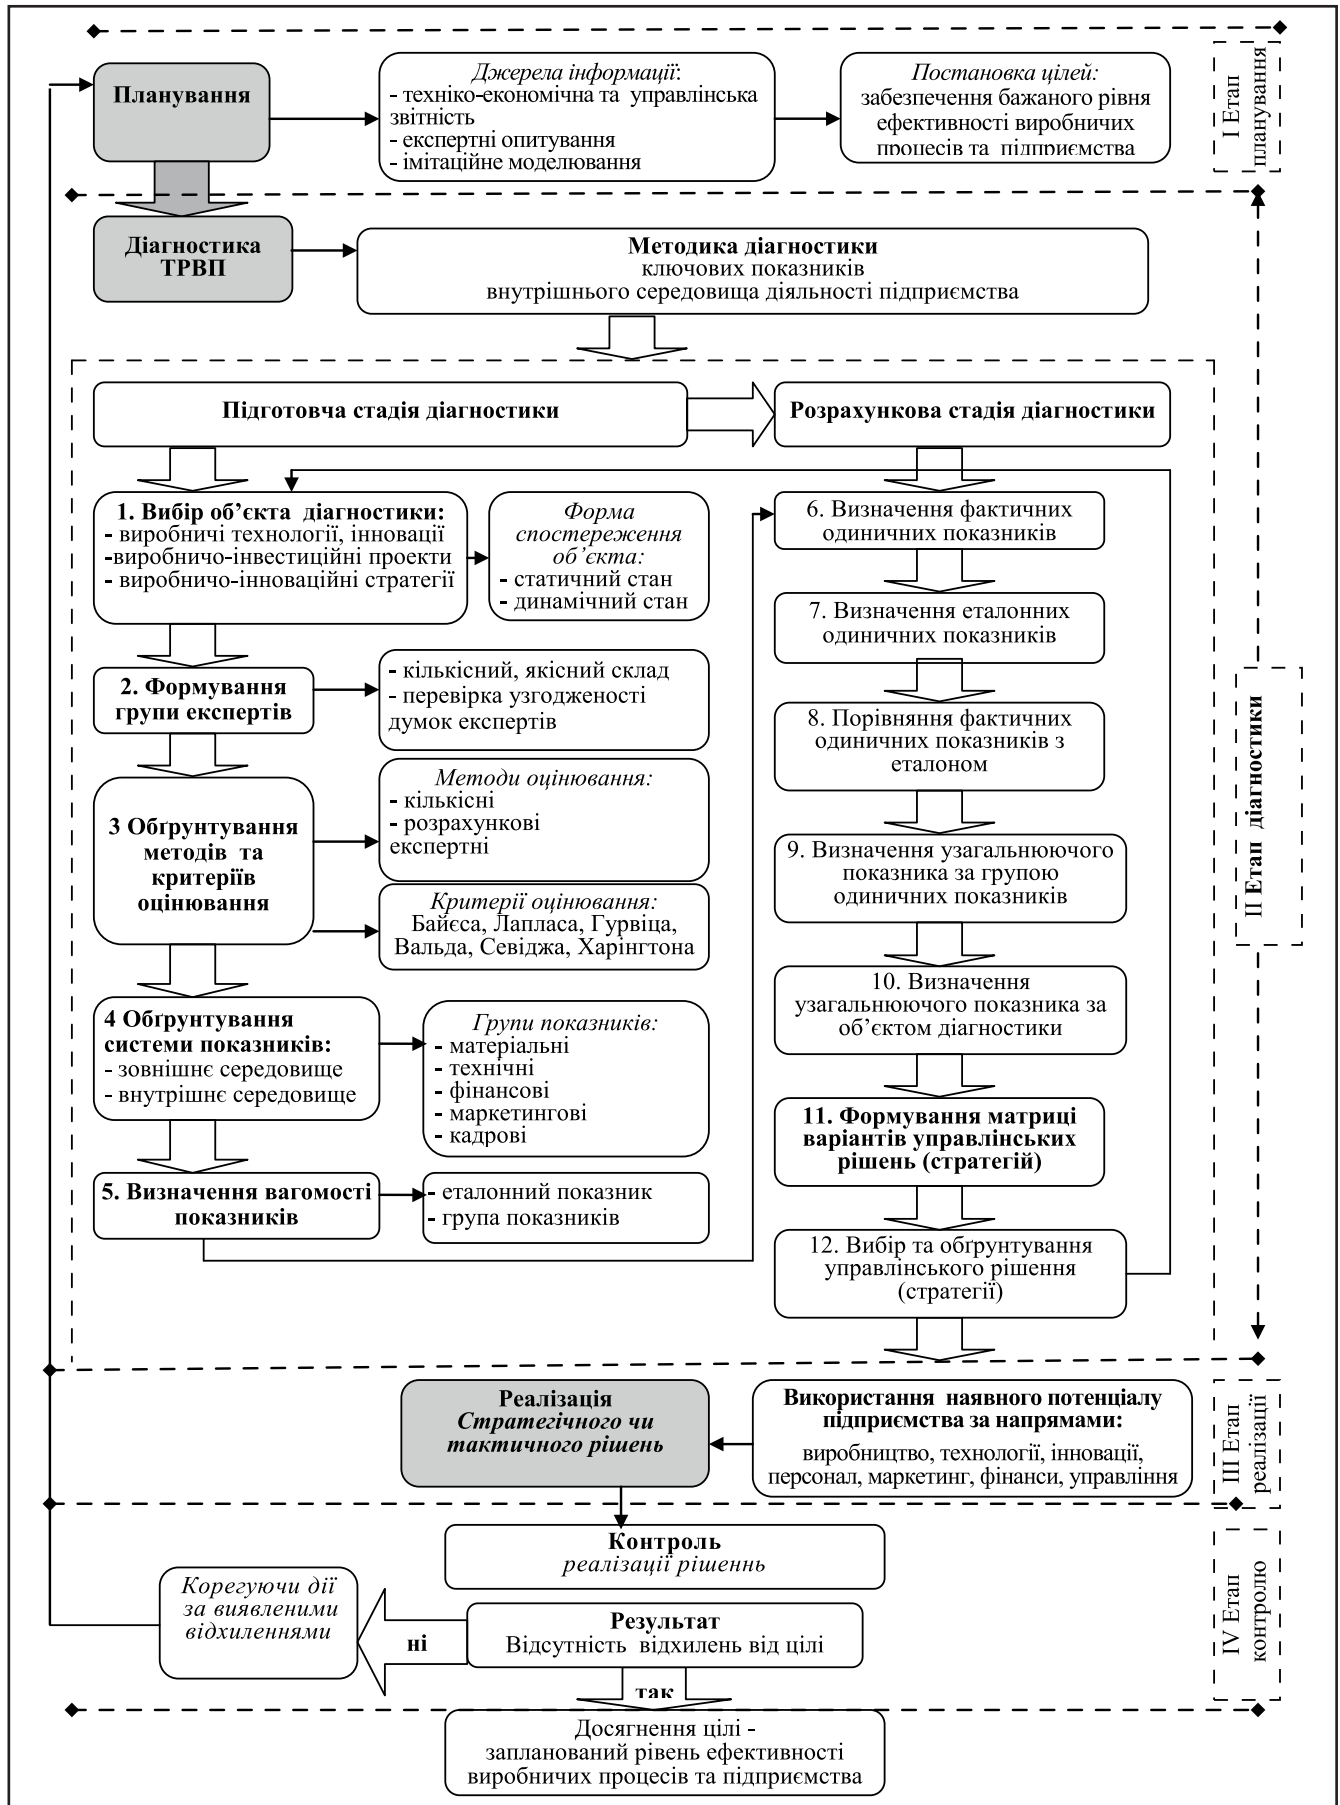 Планування
Джерела інформації:
- техніко-економічна та управлінська
звітність
- експертні опитування
- імітаційне моделювання
Постановка цілей:
забезпечення бажаного рівня
ефективності виробничих
процесів та підприємства
I Етап
планування
Діагностика
ТРВП
Методика діагностики
ключових показників
внутрішнього середовища діяльності підприємства
Підготовча стадія діагностики
Розрахункова стадія діагностики
1. Вибір об’єкта діагностики:
- виробничі технології, інновації
-виробничо-інвестиційні проекти
- виробничо-інноваційні стратегії
Форма
спостереження
об’єкта:
- статичний стан
- динамічний стан
2. Формування
групи експертів
- кількісний, якісний склад
- перевірка узгодженості
думок експертів
3 Обґрунтування
методів та
критеріїв
оцінювання
Методи оцінювання:
- кількісні
- розрахункові
експертні
Критерії оцінювання:
Байєса, Лапласа, Гурвіца,
Вальда, Севіджа, Харінгтона
4 Обґрунтування
системи показників:
- зовнішнє середовище
- внутрішнє середовище
Групи показників:
- матеріальні
- технічні
- фінансові
- маркетингові
- кадрові
5. Визначення вагомості
показників
- еталонний показник
- група показників
6. Визначення фактичних
одиничних показників
7. Визначення еталонних
одиничних показників
8. Порівняння фактичних
одиничних показників з
еталоном
9. Визначення узагальнюючого
показника за групою
одиничних показників
10. Визначення
узагальнюючого показника за
об’єктом діагностики
11. Формування матриці
варіантів управлінських
рішень (стратегій)
12. Вибір та обґрунтування
управлінського рішення
(стратегії)
II Етап діагностики
Реалізація
Стратегічного чи
тактичного рішень
Використання наявного потенціалу
підприємства за напрямами:
виробництво, технології, інновації,
персонал, маркетинг, фінанси, управління
III Етап
реалізації
Контроль
реалізації рішеннь
Корегуючи дії
за виявленими
відхиленнями
ні
Результат
Відсутність відхилень від цілі
так
IV Етап
контролю
Досягнення цілі -
запланований рівень ефективності
виробничих процесів та підприємства